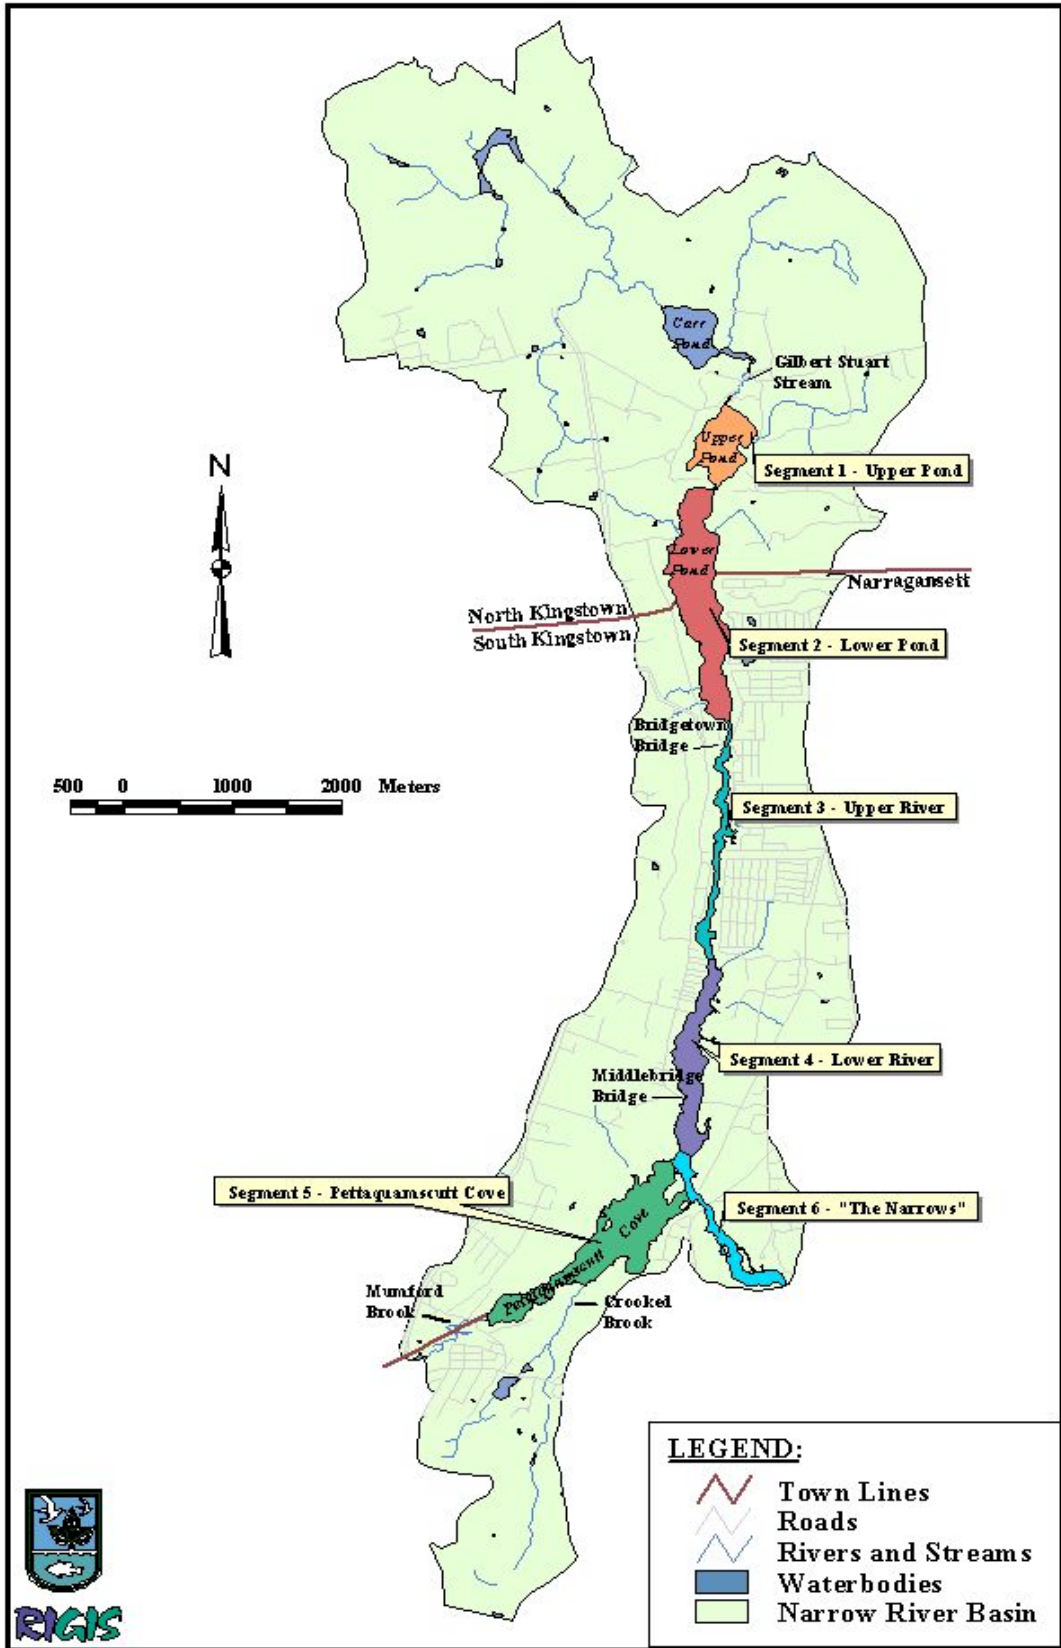 Carr
Pond
Gilbert Stuart
Stream
Upper
Pond
Segment 1 - Upper Pond
N
Lower
Pond
Narragansett
North Kingstown
South Kingstown
Segment 2 - Lower Pond
Bridgetown
Bridge
500 0 1000 2000 Meters
Segment 3 - Upper River
Segment 4 - Lower River
Middlebridge
Bridge
Segment 5 - Pettaquamscutt Cove
Segment 6 - "The Narrows"
Pettaquamscutt Cove
Mumford
Brook
Crooked
Brook
LEGEND:
Town Lines
Roads
Rivers and Streams
Waterbodies
Narrow River Basin
RIGIS